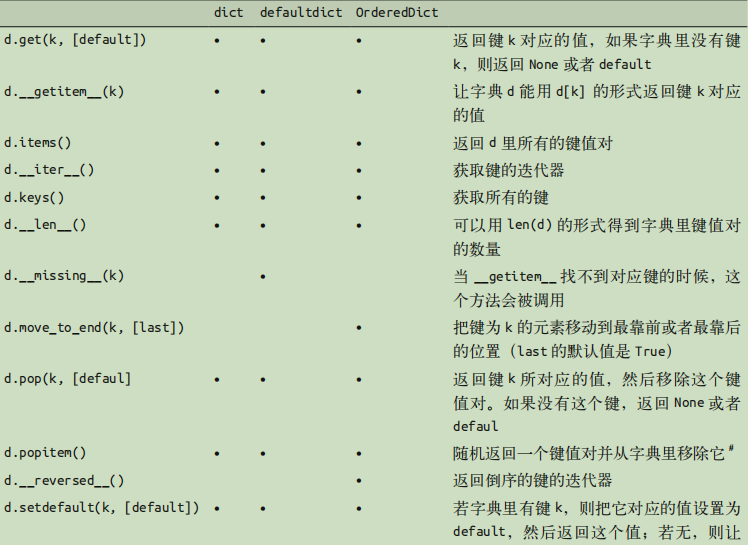 dict defaultdict OrderedDict
d.get(k, [default]) • • • 返回键 k 对应的值，如果字典里没有键
k，则返回 None 或者 default
d.__getitem__(k) • • • 让字典 d 能用 d[k] 的形式返回键 k 对应
的值
d.items() • • • 返回 d 里所有的键值对
d.__iter__() • • • 获取键的迭代器
d.keys() • • • 获取所有的键
d.__len__() • • • 可以用 len(d) 的形式得到字典里键值对
的数量
d.__missing__(k) • 当 __getitem__ 找不到对应键的时候，这
个方法会被调用
d.move_to_end(k, [last]) • 把键为 k 的元素移动到最靠前或者最靠后
的位置（last 的默认值是 True）
d.pop(k, [defaul] • • • 返回键 k 所对应的值，然后移除这个键
值对。如果没有这个键，返回 None 或者
defaul
d.popitem() • • • 随机返回一个键值对并从字典里移除它#
d.__reversed__() • 返回倒序的键的迭代器
d.setdefault(k, [default]) • • • 若字典里有键 k，则把它对应的值设置为
default，然后返回这个值；若无，则让